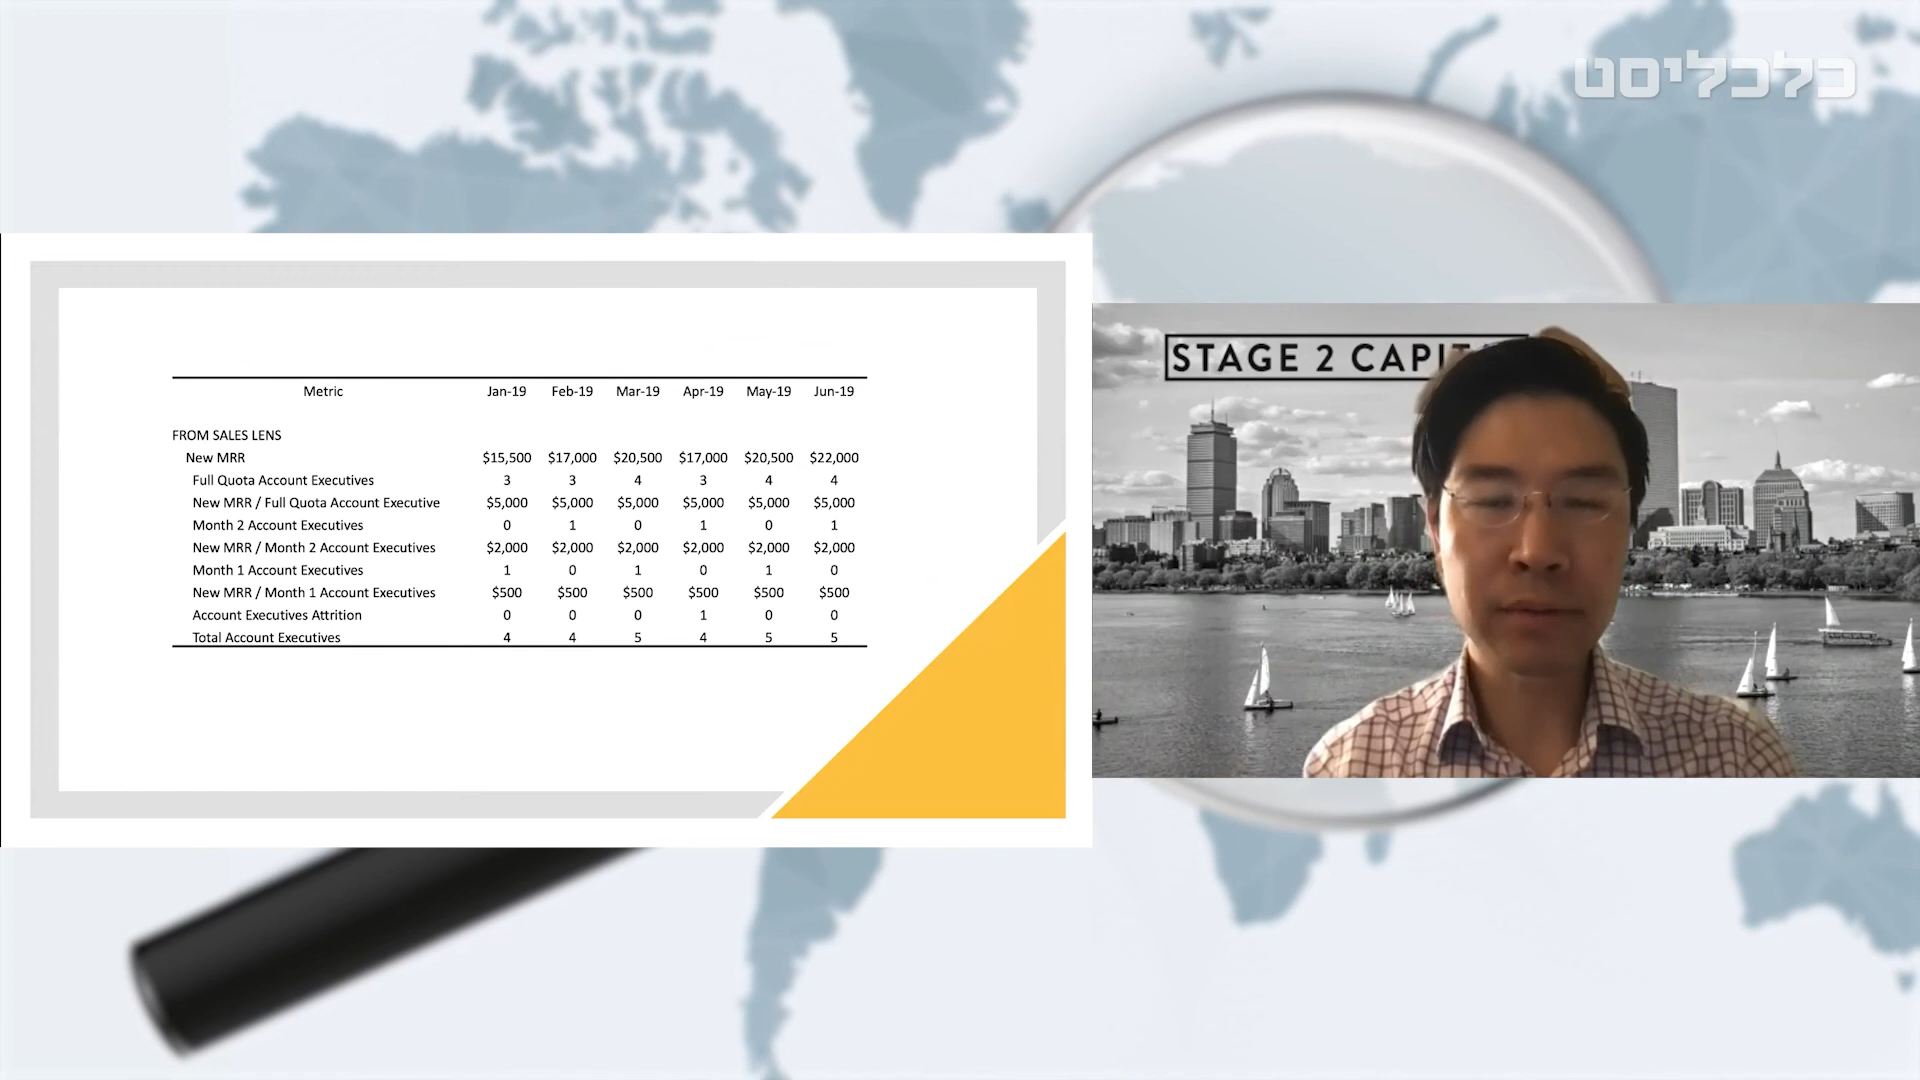 כלכליסט
Metric Jan-19 Feb-19 Mar-19 Apr-19 May-19 Jun-19
FROM SALES LENS
New MRR $15,500 $17,000 $20,500 $17,000 $20,500 $22,000
Full Quota Account Executives 3 3 4 3 4 4
New MRR / Full Quota Account Executive $5,000 $5,000 $5,000 $5,000 $5,000 $5,000
Month 2 Account Executives 0 1 0 1 0 1
New MRR / Month 2 Account Executives $2,000 $2,000 $2,000 $2,000 $2,000 $2,000
Month 1 Account Executives 1 0 1 0 1 0
New MRR / Month 1 Account Executives $500 $500 $500 $500 $500 $500
Account Executives Attrition 0 0 0 1 0 0
Total Account Executives 4 4 5 4 5 5
STAGE 2